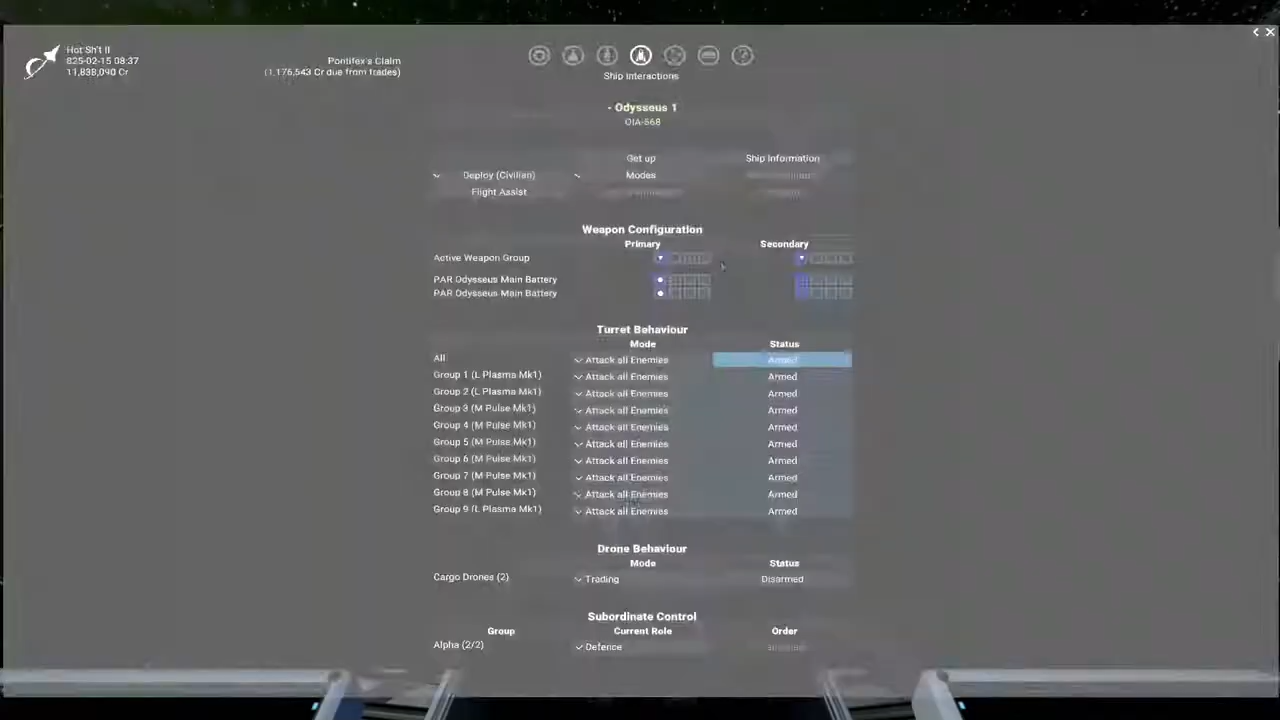 Hot Sh't II
825-02-15 08:37
11,838,090 Cr
Pontifex's Claim
(1,176,543 Cr due from trades)
Ship Interactions
- Odysseus 1
OIA-568
Get up Ship Information
Deploy (Civilian) Modes
Flight Assist
Weapon Configuration
Primary Secondary
Active Weapon Group
PAR Odysseus Main Battery
PAR Odysseus Main Battery
Turret Behaviour
Mode Status
All Attack all Enemies Armed
Group 1 (L Plasma Mk1) Attack all Enemies Armed
Group 2 (L Plasma Mk1) Attack all Enemies Armed
Group 3 (M Pulse Mk1) Attack all Enemies Armed
Group 4 (M Pulse Mk1) Attack all Enemies Armed
Group 5 (M Pulse Mk1) Attack all Enemies Armed
Group 6 (M Pulse Mk1) Attack all Enemies Armed
Group 7 (M Pulse Mk1) Attack all Enemies Armed
Group 8 (M Pulse Mk1) Attack all Enemies Armed
Group 9 (L Plasma Mk1) Attack all Enemies Armed
Drone Behaviour
Mode Status
Cargo Drones (2) Trading Disarmed
Subordinate Control
Group Current Role Order
Alpha (2/2) Defence